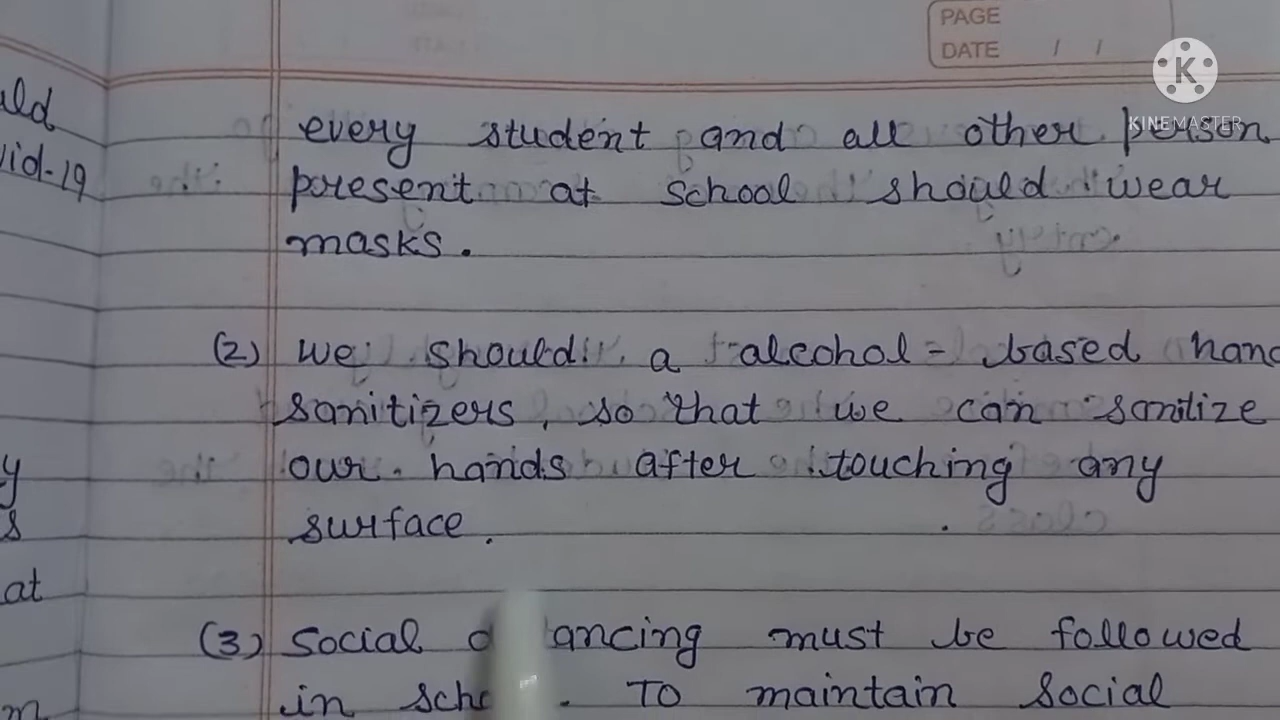 PAGE
DATE / /
KINEMASTER
uld
vid-19
every student and all other person
present at school should wear
masks.
(2) we should a alcohol-based hand
sanitizers, so that we can sanitize
our hands after touching any
surface.
y
s
at
(3) Social ancing must be followed
in . To maintain social
m